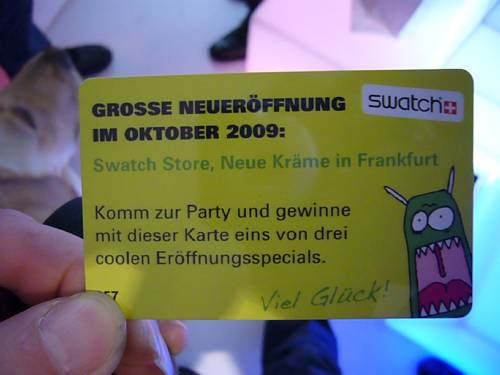 swatch
GROSSE NEUERÖFFNUNG
IM OKTOBER 2009:
Swatch Store, Neue Kräme in Frankfurt
Komm zur Party und gewinne
mit dieser Karte eins von drei
coolen Eröffnungsspecials.
Viel Glück!